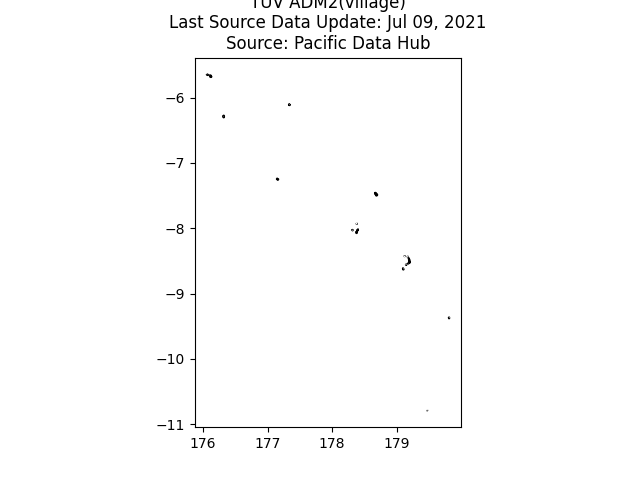 TUV ADM2(Village)
Last Source Data Update: Jul 09, 2021
Source: Pacific Data Hub
−6
−7
−8
−9
−10
−11
176 177 178 179